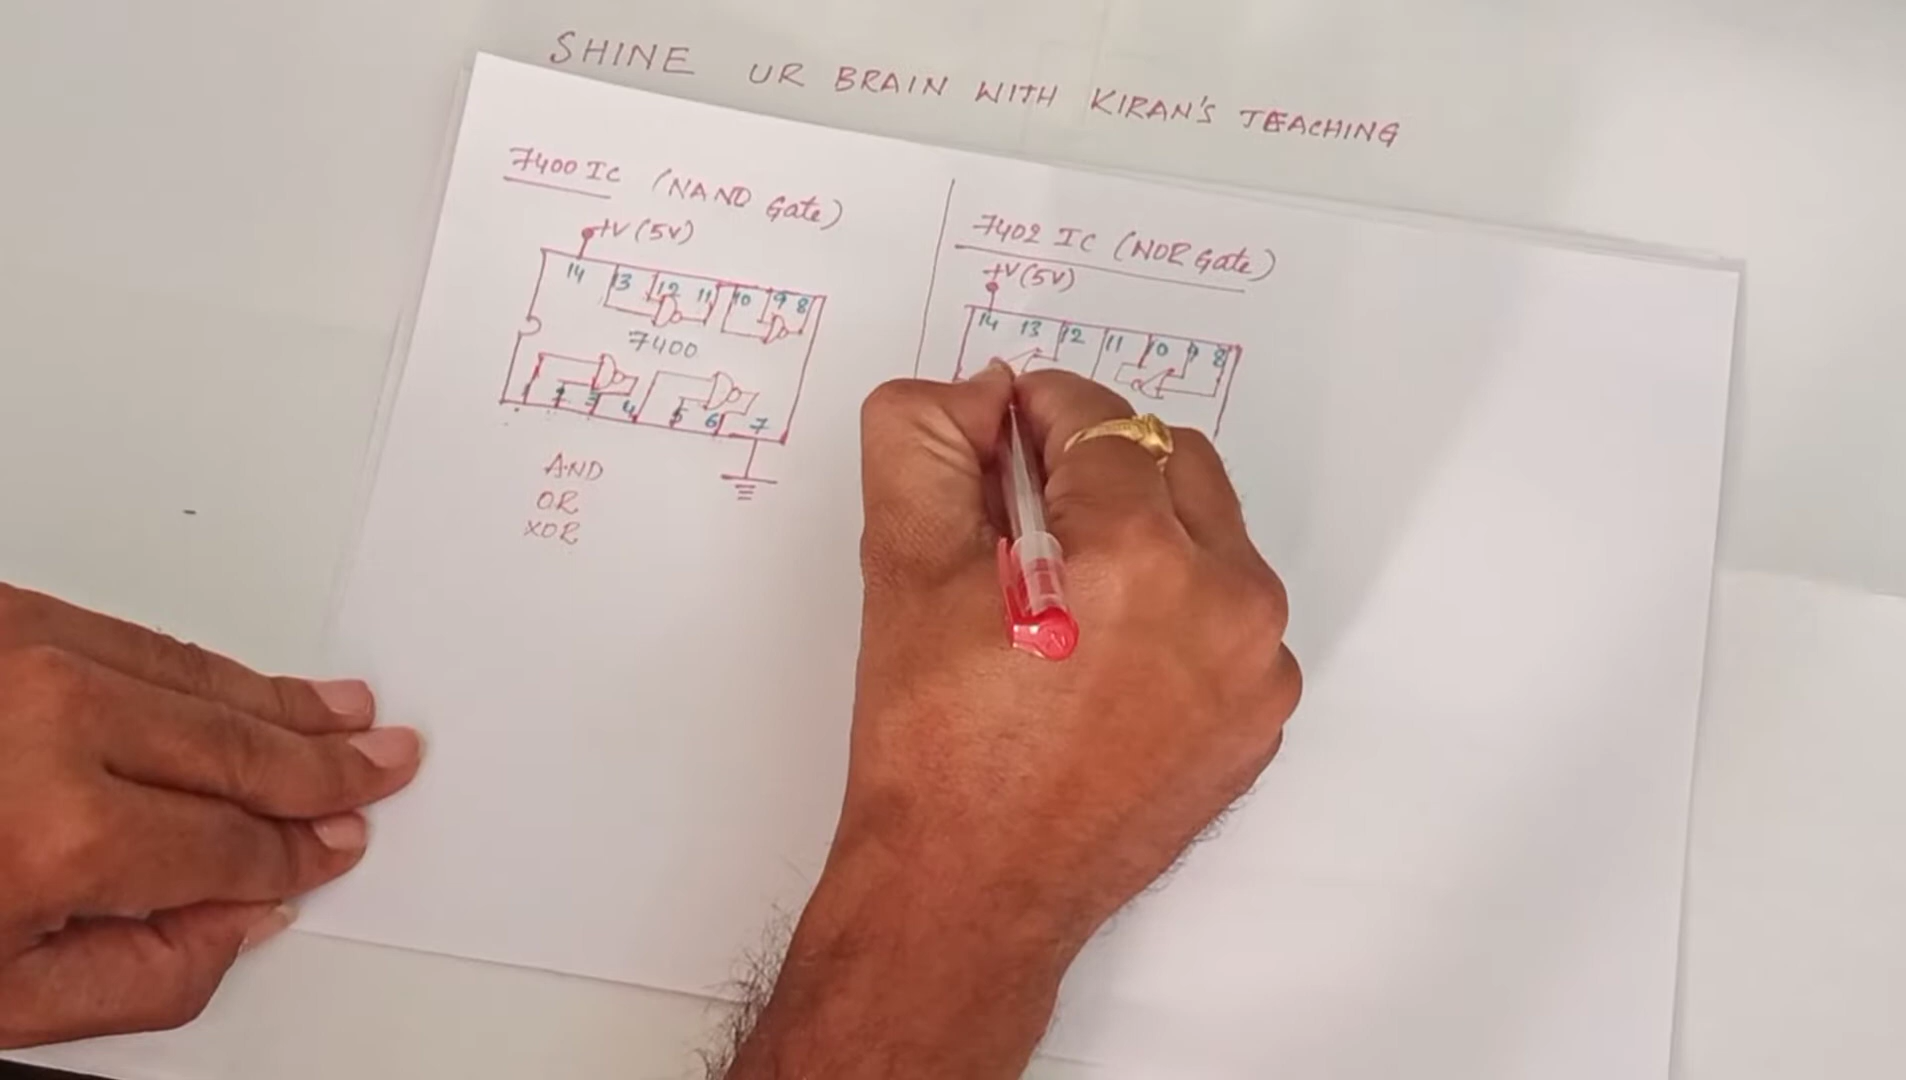 SHINE UR BRAIN WITH KIRAN'S TEACHING
7400 IC (NAND Gate)
+V (5V)
14 13 12 11 10 9 8
7400
1 2 3 4 5 6 7
AND
OR
XOR
7402 IC (NOR Gate)
+V (5V)
14 13 12 11 10 9 8